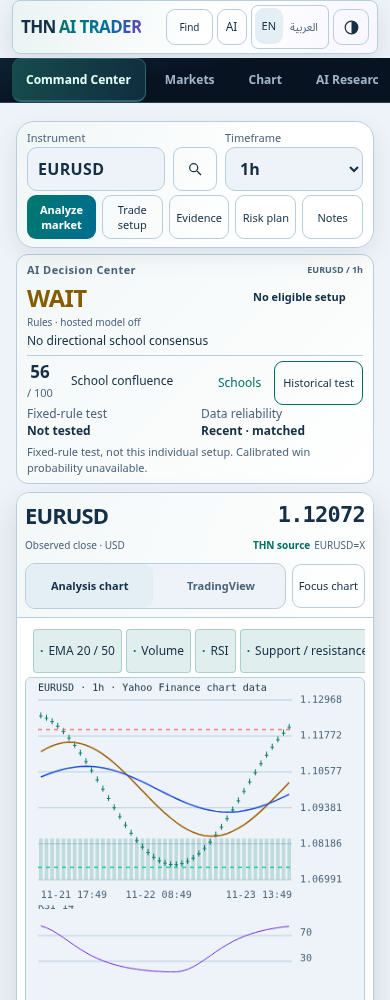 THN AI TRADER
Find
AI
EN
العربية
Command Center
Markets
Chart
AI Researc
Instrument
Timeframe
EURUSD
1h
Analyze market
Trade setup
Evidence
Risk plan
Notes
AI Decision Center
EURUSD / 1h
WAIT
No eligible setup
Rules · hosted model off
No directional school consensus
56
/ 100
School confluence
Schools
Historical test
Fixed-rule test
Data reliability
Not tested
Recent · matched
Fixed-rule test, not this individual setup. Calibrated win
probability unavailable.
EURUSD
1.12072
Observed close · USD
THN source EURUSD=X
Analysis chart
TradingView
Focus chart
· EMA 20 / 50
· Volume
· RSI
· Support / resistance
EURUSD · 1h · Yahoo Finance chart data
1.12968
1.11772
1.10577
1.09381
1.08186
1.06991
11-21 17:49
11-22 08:49
11-23 13:49
RSI 14
70
30